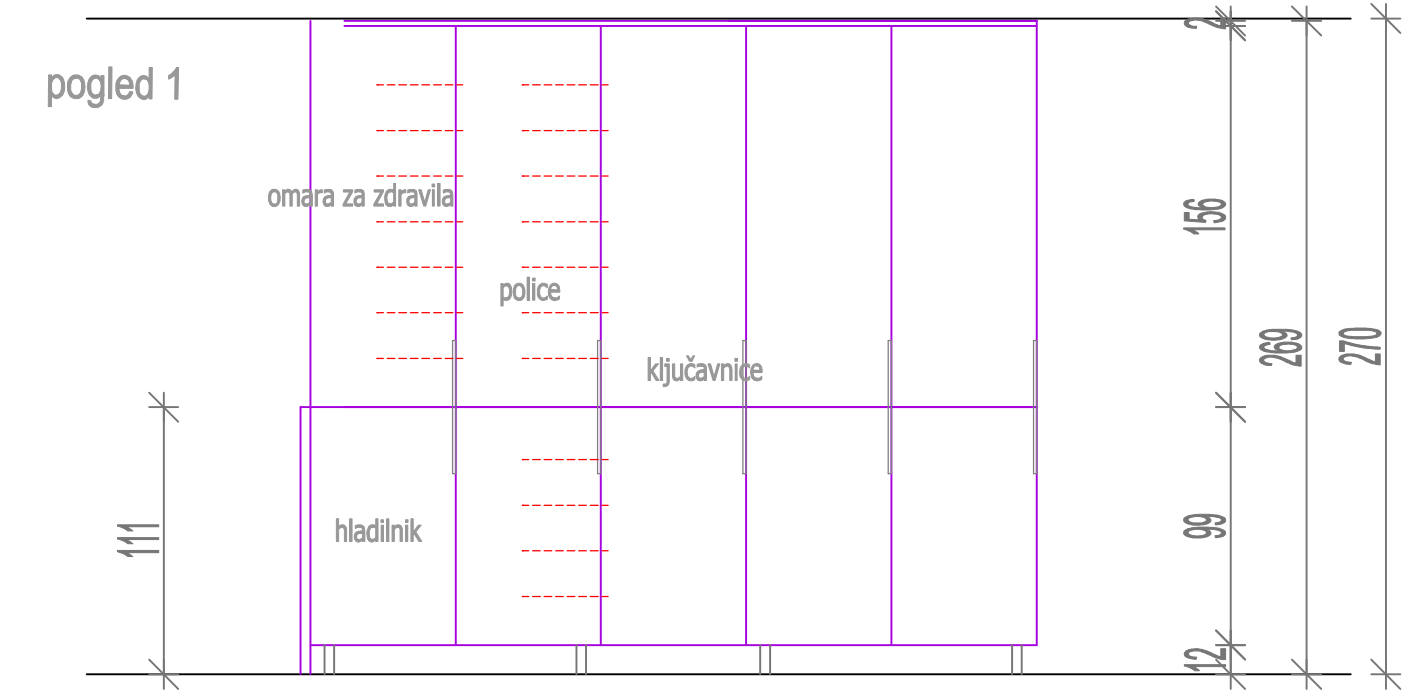 pogled 1
2
omara za zdravila
156
police
269
270
ključavnice
111
hladilnik
99
12